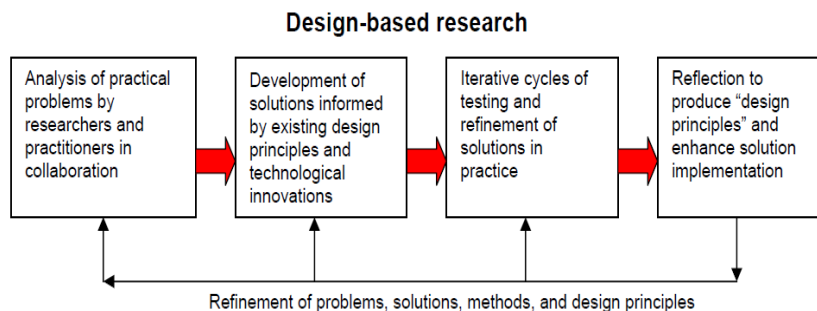 Design-based research
Analysis of practical
problems by
researchers and
practitioners in
collaboration
Development of
solutions informed
by existing design
principles and
technological
innovations
Iterative cycles of
testing and
refinement of
solutions in
practice
Reflection to
produce “design
principles” and
enhance solution
implementation
Refinement of problems, solutions, methods, and design principles